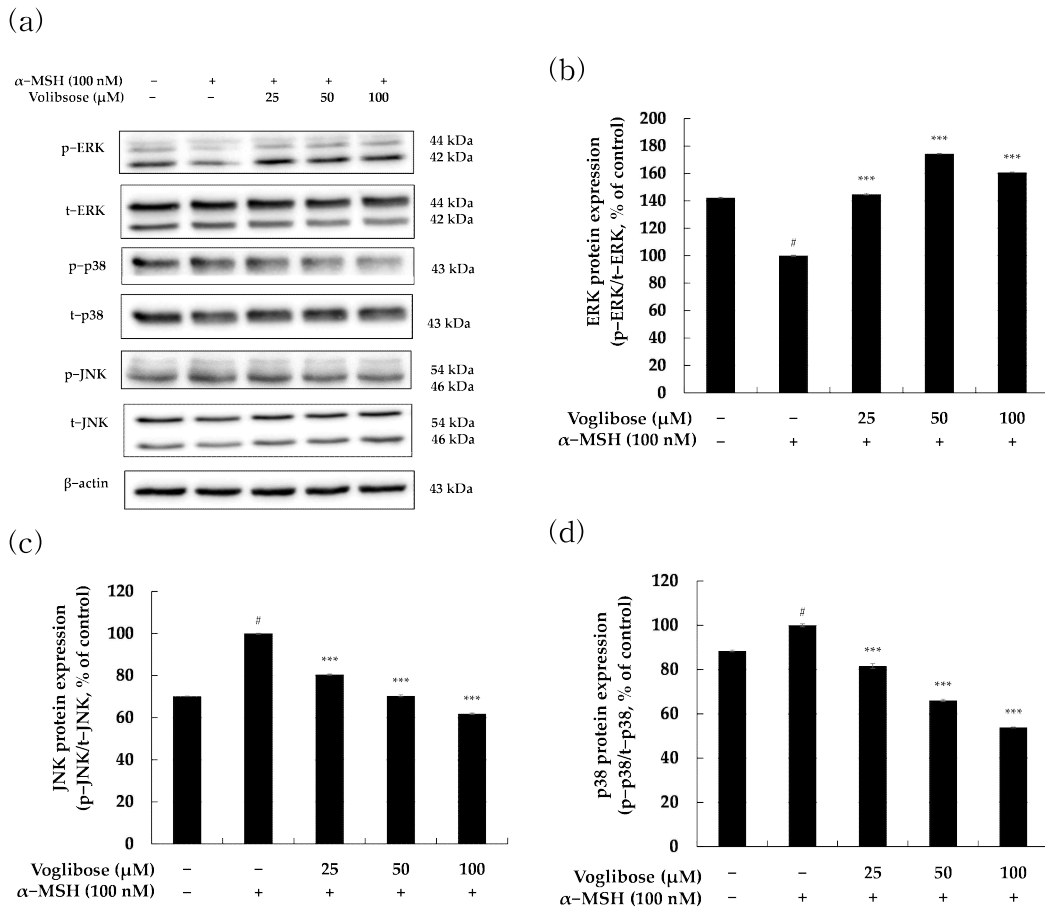 (a)
α−MSH (100 nM) − + + + +
Volibsose (μM) − − 25 50 100
p−ERK 44 kDa
42 kDa
t−ERK 44 kDa
42 kDa
p−p38 43 kDa
t−p38 43 kDa
p−JNK 54 kDa
46 kDa
t−JNK 54 kDa
46 kDa
β−actin 43 kDa
(b)
ERK protein expression
(p−ERK/t−ERK, % of control)
200
180
160
140
120
100
80
60
40
20
0
# *** *** ***
Voglibose (μM) − − 25 50 100
α−MSH (100 nM) − + + + +
(c)
JNK protein expression
(p−JNK/t−JNK, % of control)
120
100
80
60
40
20
0
# *** *** ***
Voglibose (μM) − − 25 50 100
α−MSH (100 nM) − + + + +
(d)
p38 protein expression
(p−p38/t−p38, % of control)
120
100
80
60
40
20
0
# *** *** ***
Voglibose (μM) − − 25 50 100
α−MSH (100 nM) − + + + +